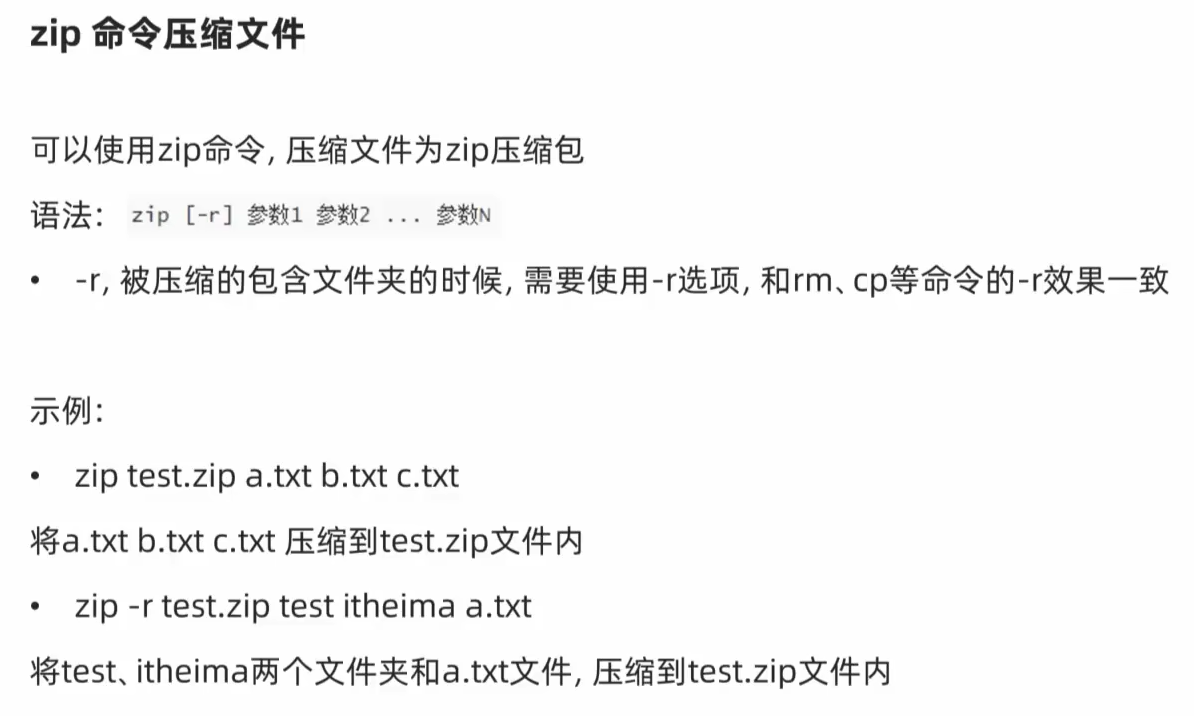 zip 命令压缩文件
可以使用zip命令, 压缩文件为zip压缩包
语法: zip [-r] 参数1 参数2 ... 参数N
• -r, 被压缩的包含文件夹的时候, 需要使用-r选项, 和rm、cp等命令的-r效果一致
示例:
• zip test.zip a.txt b.txt c.txt
将a.txt b.txt c.txt 压缩到test.zip文件内
• zip -r test.zip test itheima a.txt
将test、itheima两个文件夹和a.txt文件, 压缩到test.zip文件内